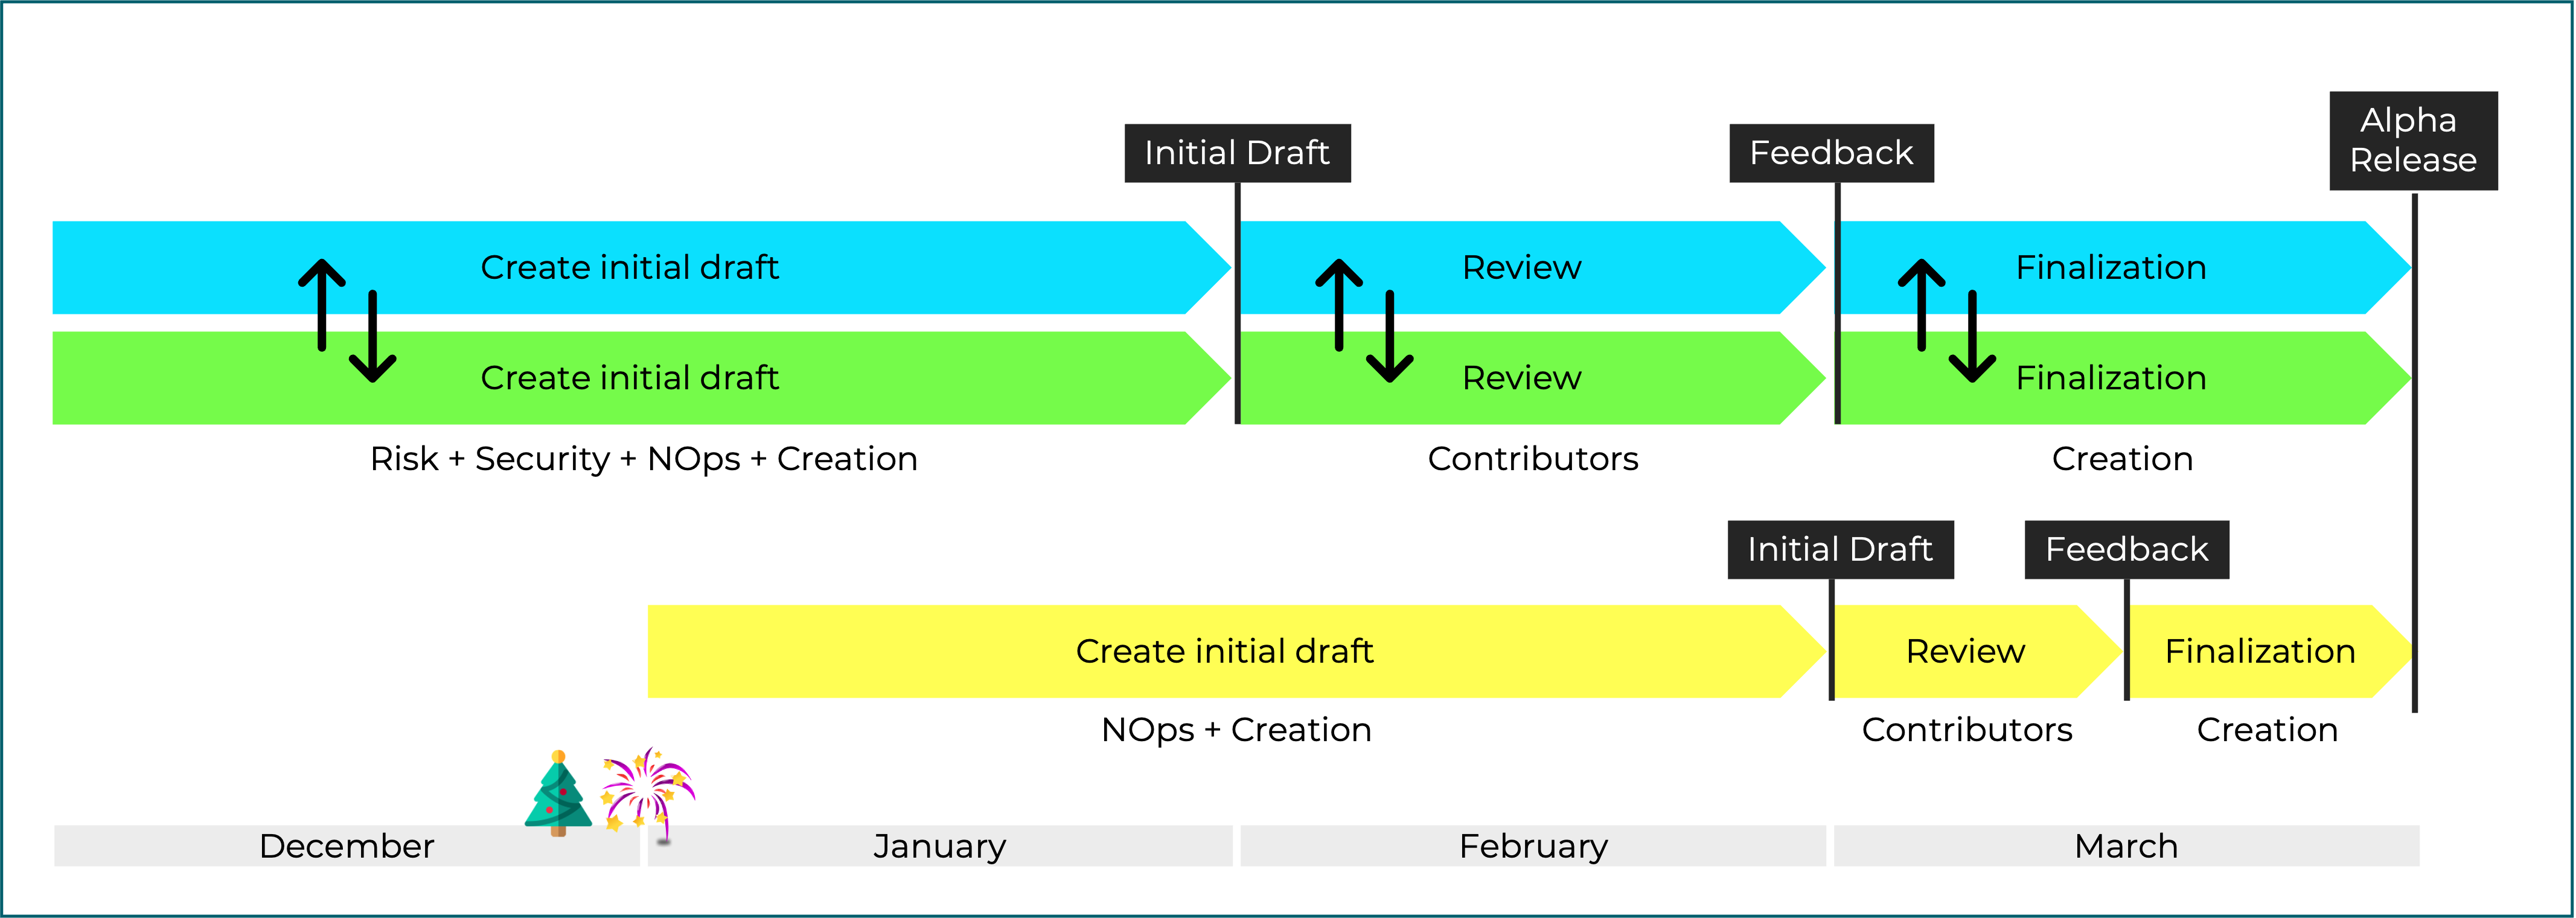 Alpha
Release
Initial Draft
Feedback
Create initial draft
Review
Finalization
Create initial draft
Review
Finalization
Risk + Security + NOps + Creation
Contributors
Creation
Initial Draft
Feedback
Create initial draft
Review
Finalization
NOps + Creation
Contributors
Creation
December
January
February
March